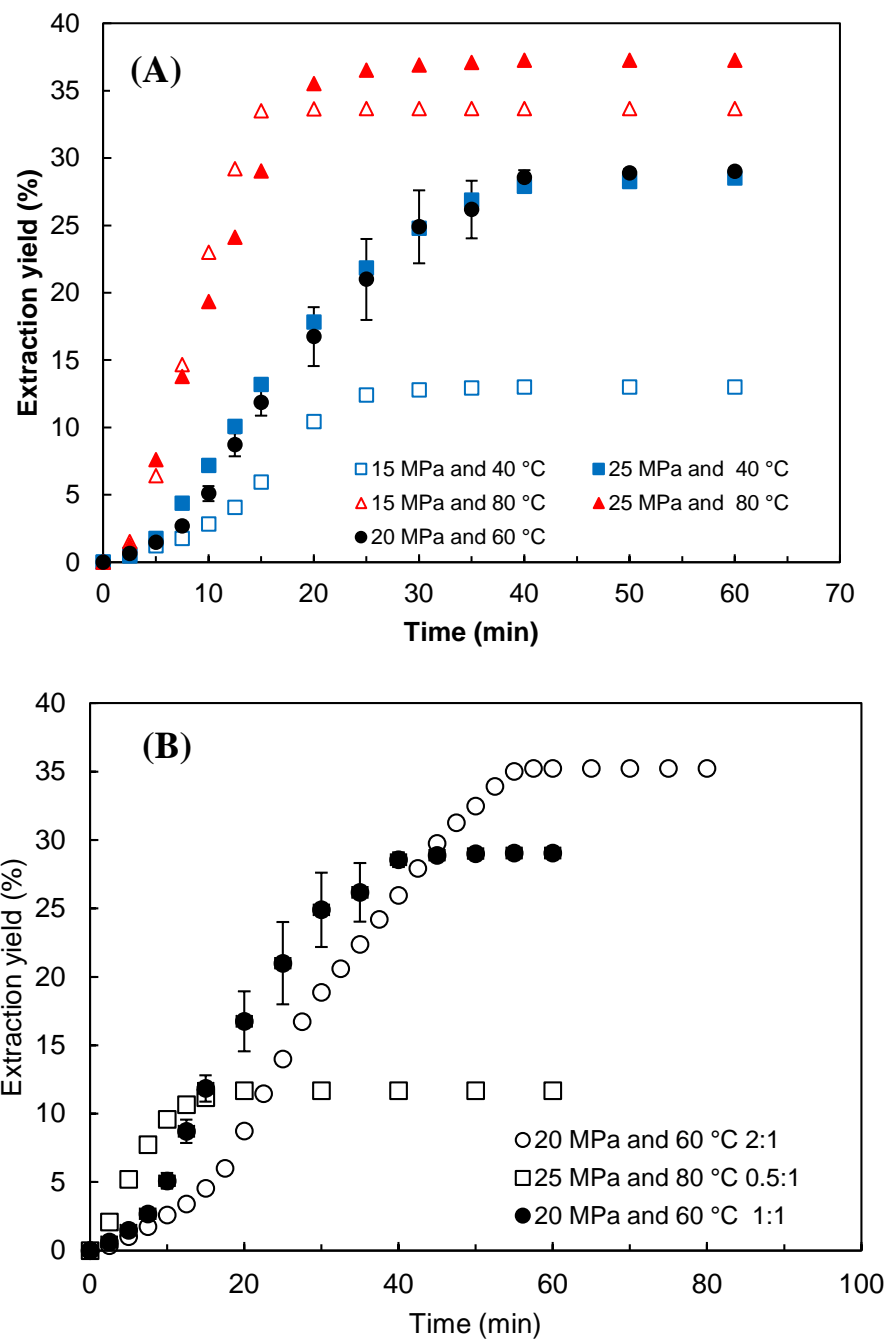 40
35
30
25
20
15
10
5
0
(A)
Extraction yield (%)
15 MPa and 40 °C
25 MPa and 40 °C
15 MPa and 80 °C
25 MPa and 80 °C
20 MPa and 60 °C
0 10 20 30 40 50 60 70
Time (min)
40
35
30
25
20
15
10
5
0
(B)
Extraction yield (%)
20 MPa and 60 °C 2:1
25 MPa and 80 °C 0.5:1
20 MPa and 60 °C 1:1
0 20 40 60 80 100
Time (min)